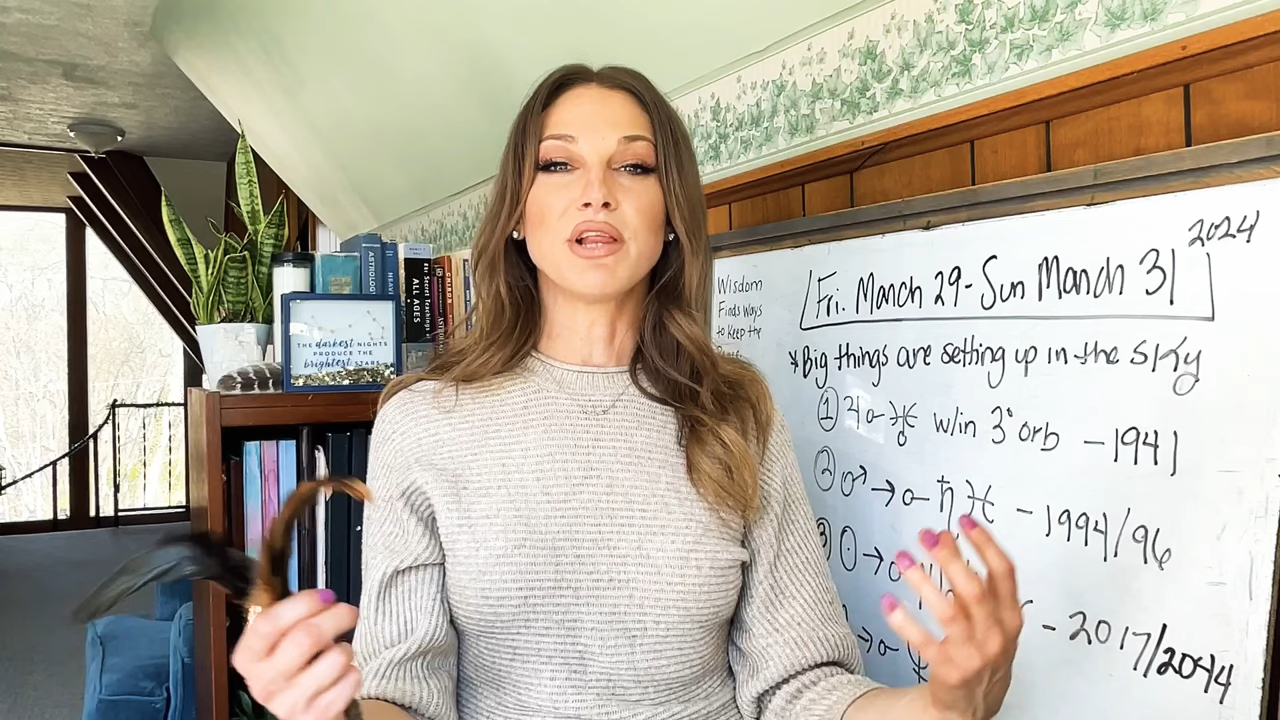 2024
Fri. March 29-Sun March 31
*Big things are setting up in the sky
① ♃☌♅ w/in 3° orb - 1941
② ♂→☌ ♄ ♓ - 1994/96
③ ☉→☌
→☌
- 2017/2044
Wisdom
Finds Ways
to Keep the
THE darkest NIGHTS
PRODUCE THE
brightest STARS
ASTROLOGY
ALL AGES
The Secret Teachings
CHIRON